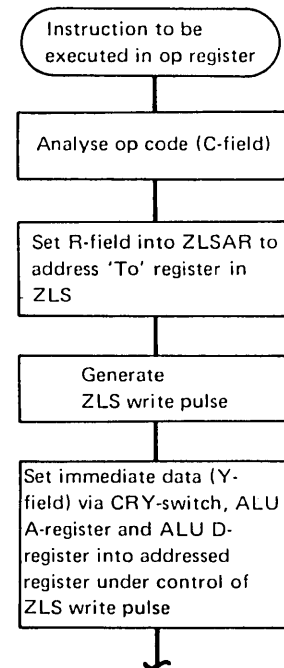 Instruction to be
executed in op register
Analyse op code (C-field)
Set R-field into ZLSAR to
address 'To' register in
ZLS
Generate
ZLS write pulse
Set immediate data (Y-
field) via CRY-switch, ALU
A-register and ALU D-
register into addressed
register under control of
ZLS write pulse